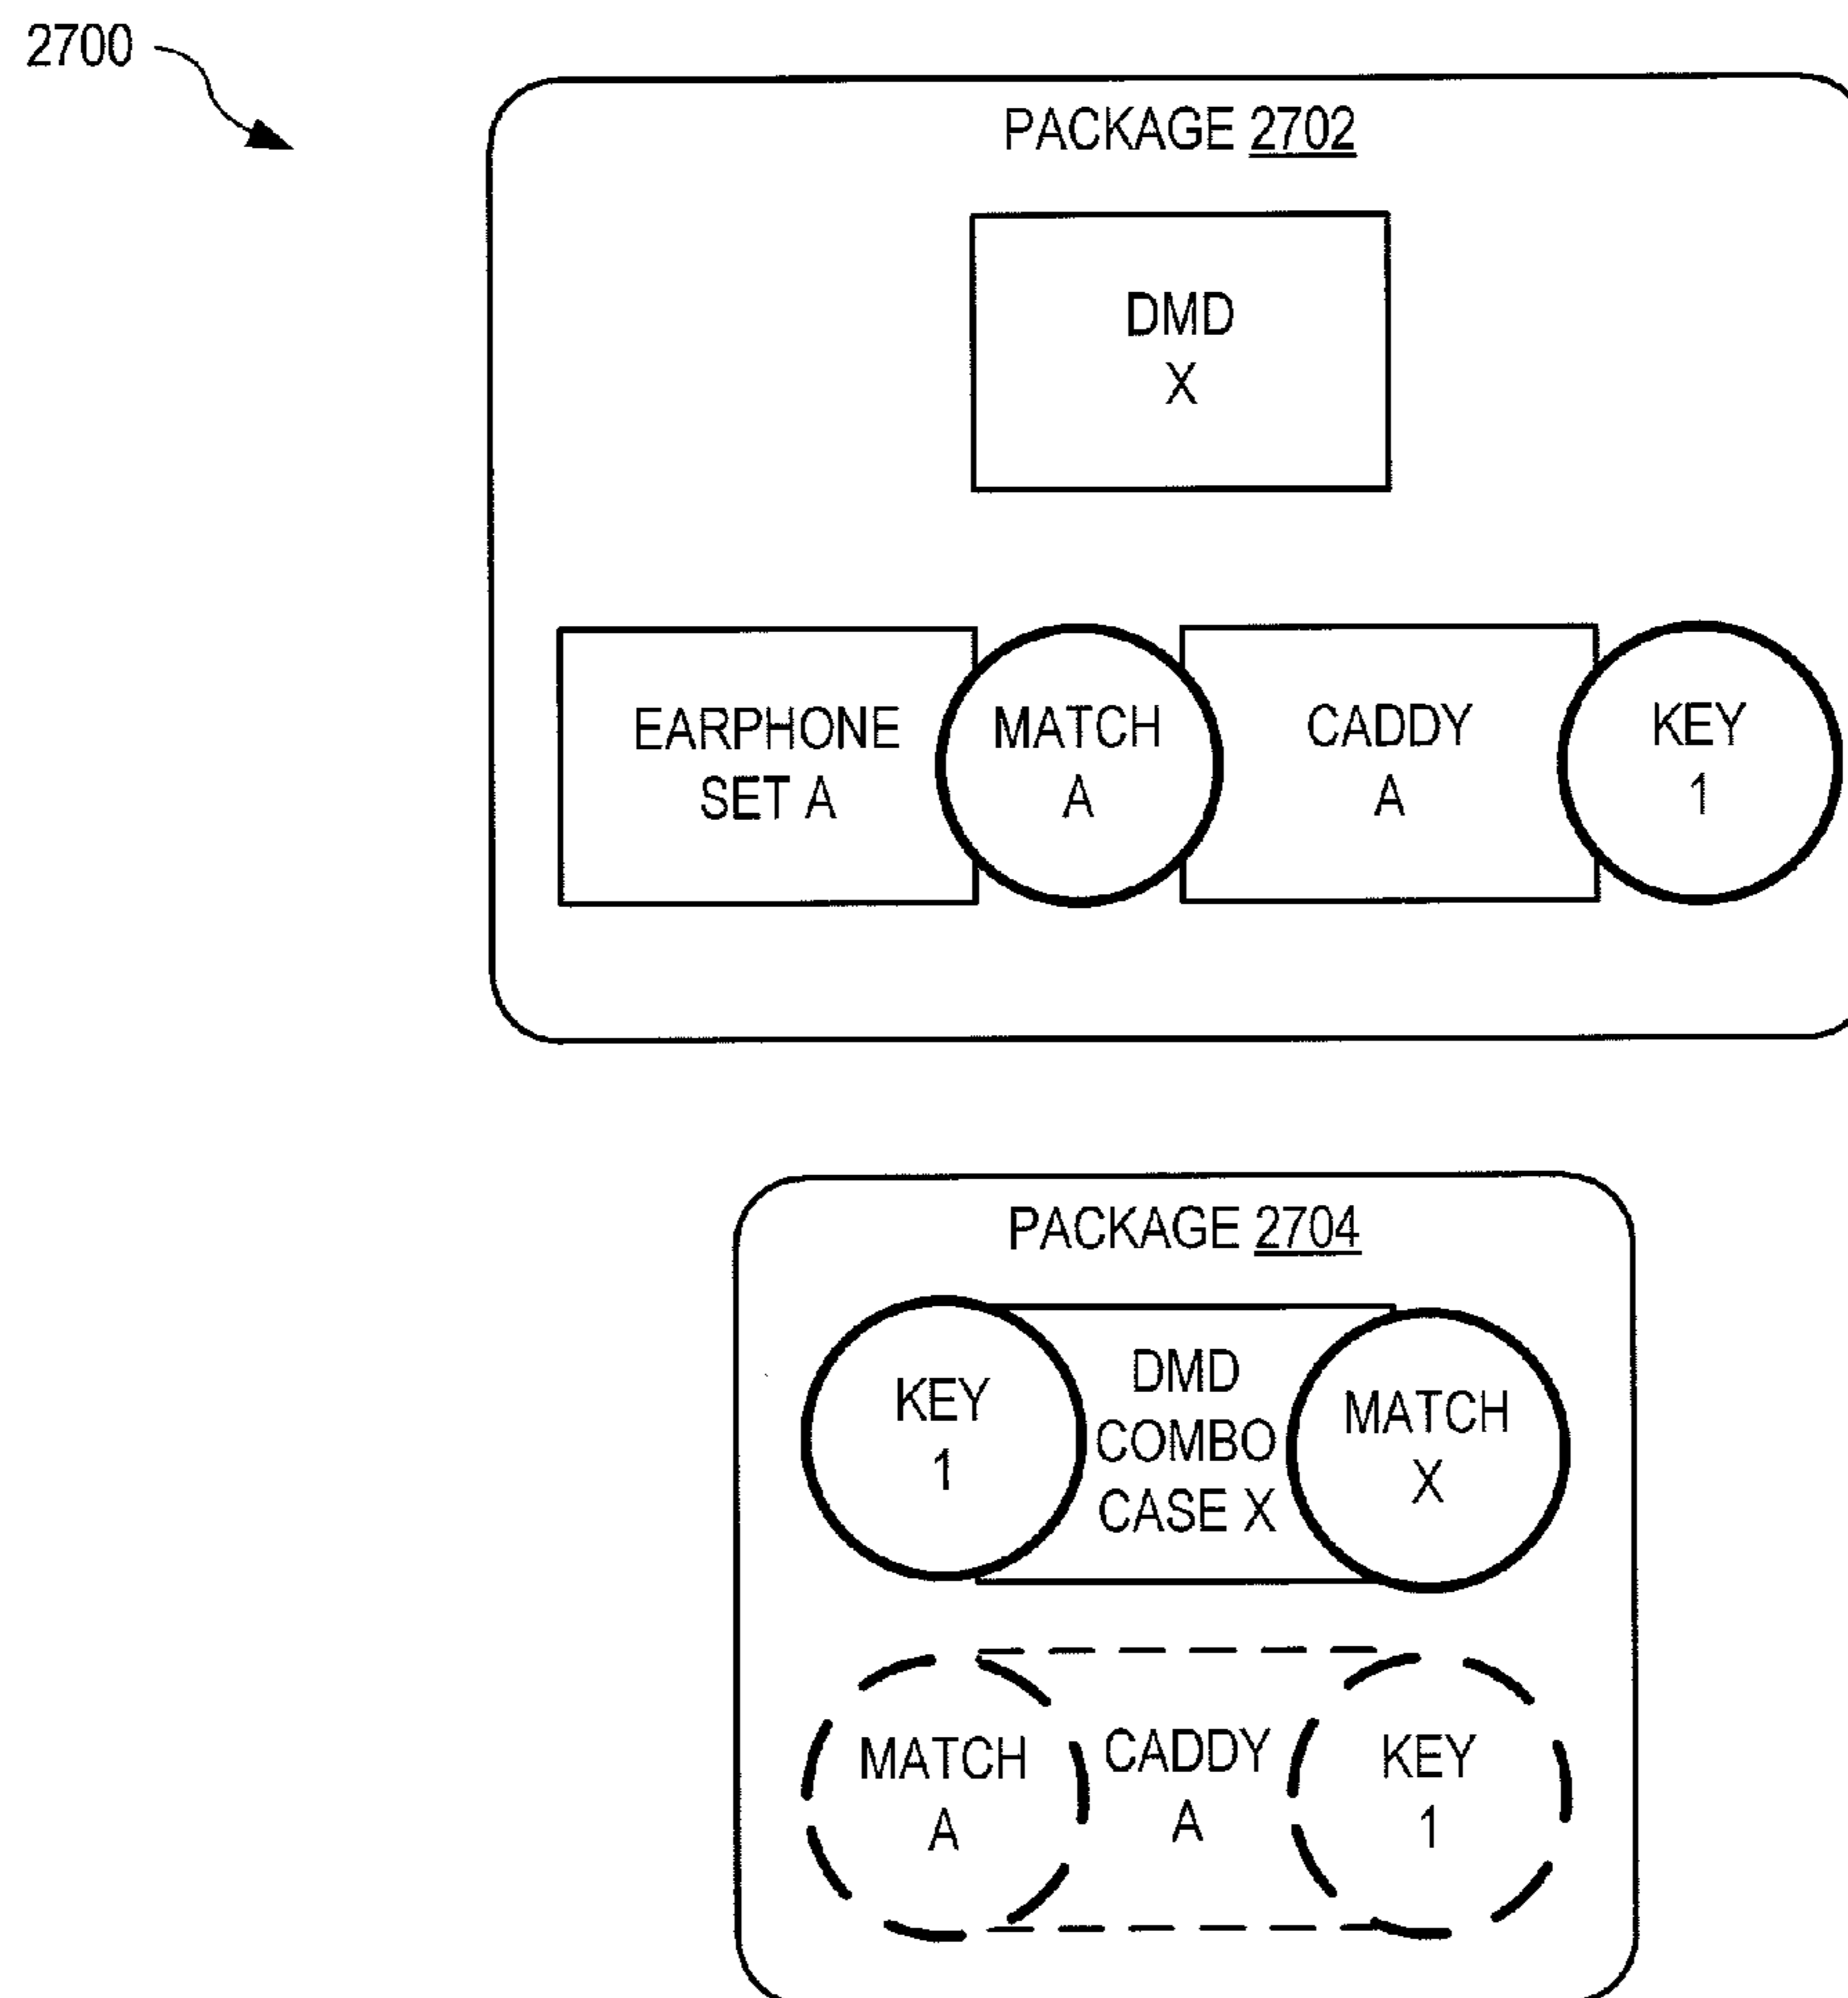 2700
PACKAGE 2702
DMD
X
EARPHONE
SET A
MATCH
A
CADDY
A
KEY
1
PACKAGE 2704
KEY
1
DMD
COMBO
CASE X
MATCH
X
MATCH
A
CADDY
A
KEY
1